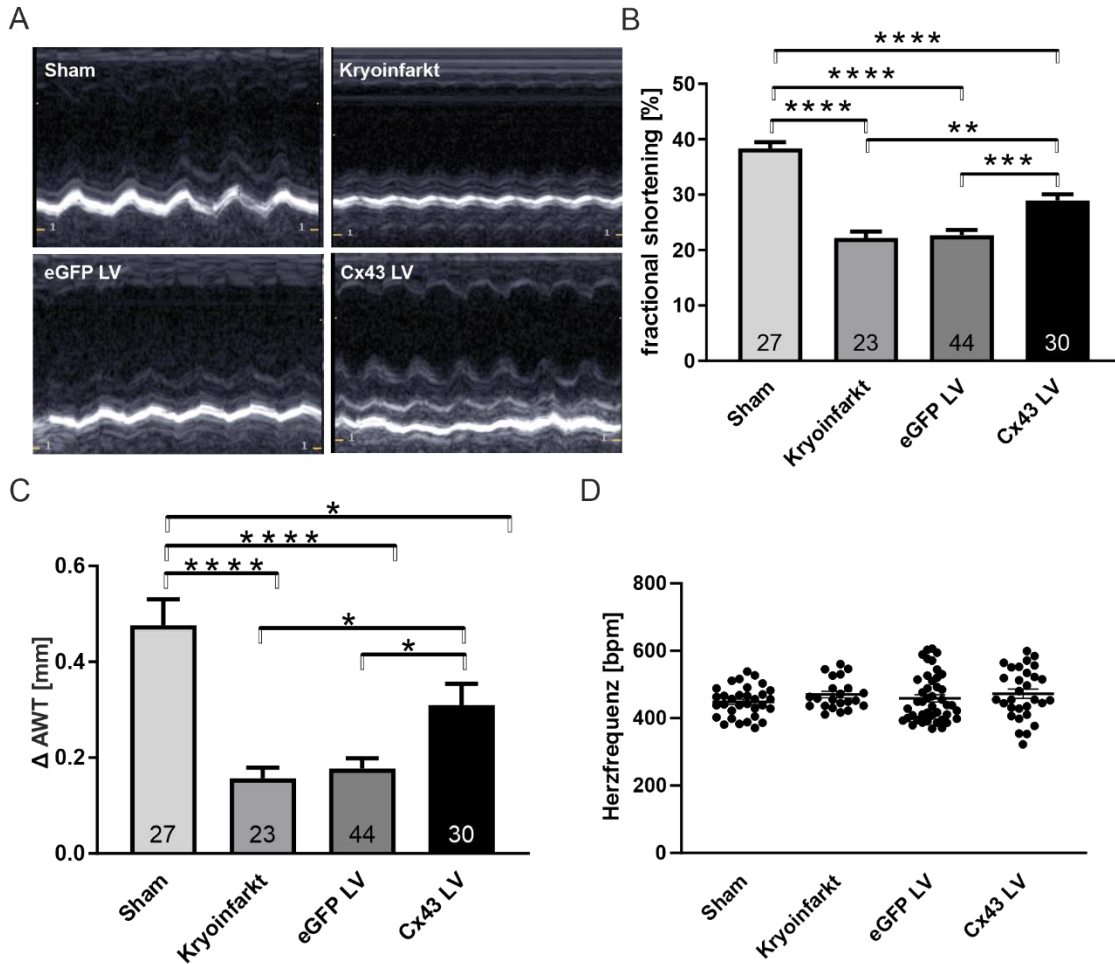 A
Sham
Kryoinfarkt
1
1
1
1
eGFP LV
Cx43 LV
1
1
1
1
B
fractional shortening [%]
50
40
30
20
10
0
****
****
****
**
***
27
23
44
30
Sham
Kryoinfarkt
eGFP LV
Cx43 LV
C
Δ AWT [mm]
0.6
0.4
0.2
0.0
*
****
****
*
*
27
23
44
30
Sham
Kryoinfarkt
eGFP LV
Cx43 LV
D
Herzfrequenz [bpm]
800
600
400
200
0
Sham
Kryoinfarkt
eGFP LV
Cx43 LV